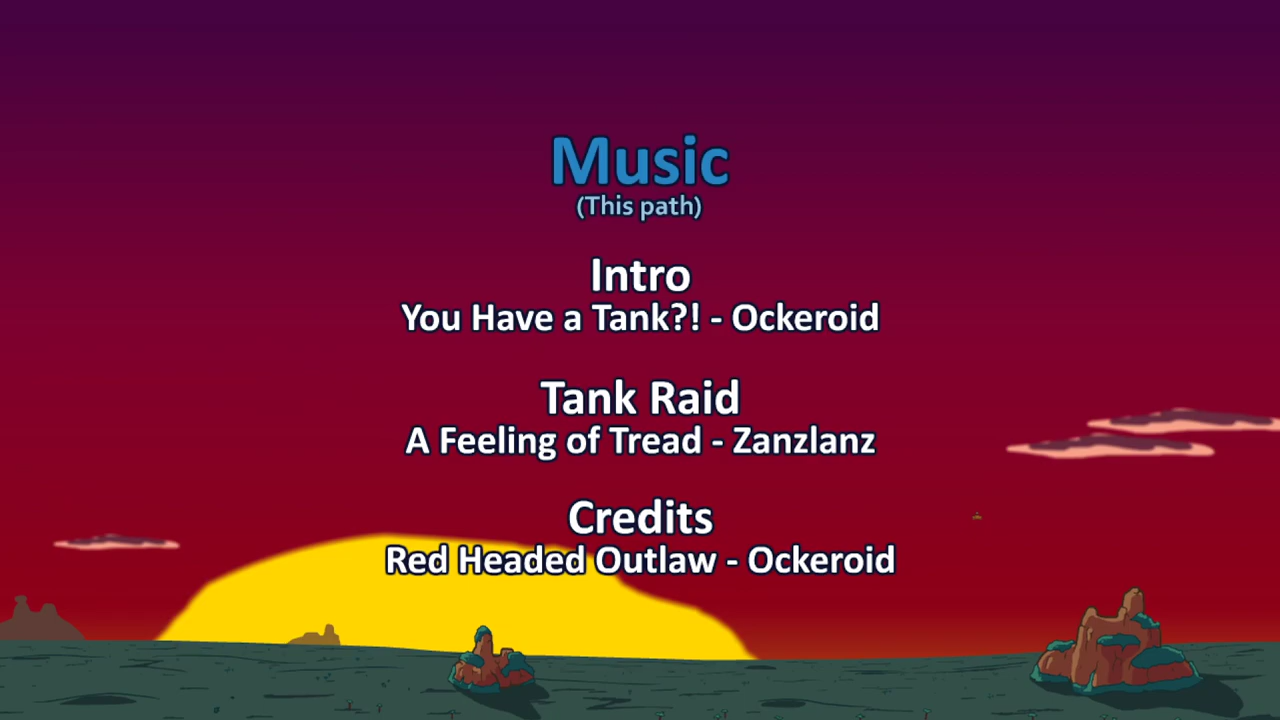 Music
(This path)
Intro
You Have a Tank?! - Ockeroid
Tank Raid
A Feeling of Tread - Zanzlanz
Credits
Red Headed Outlaw - Ockeroid